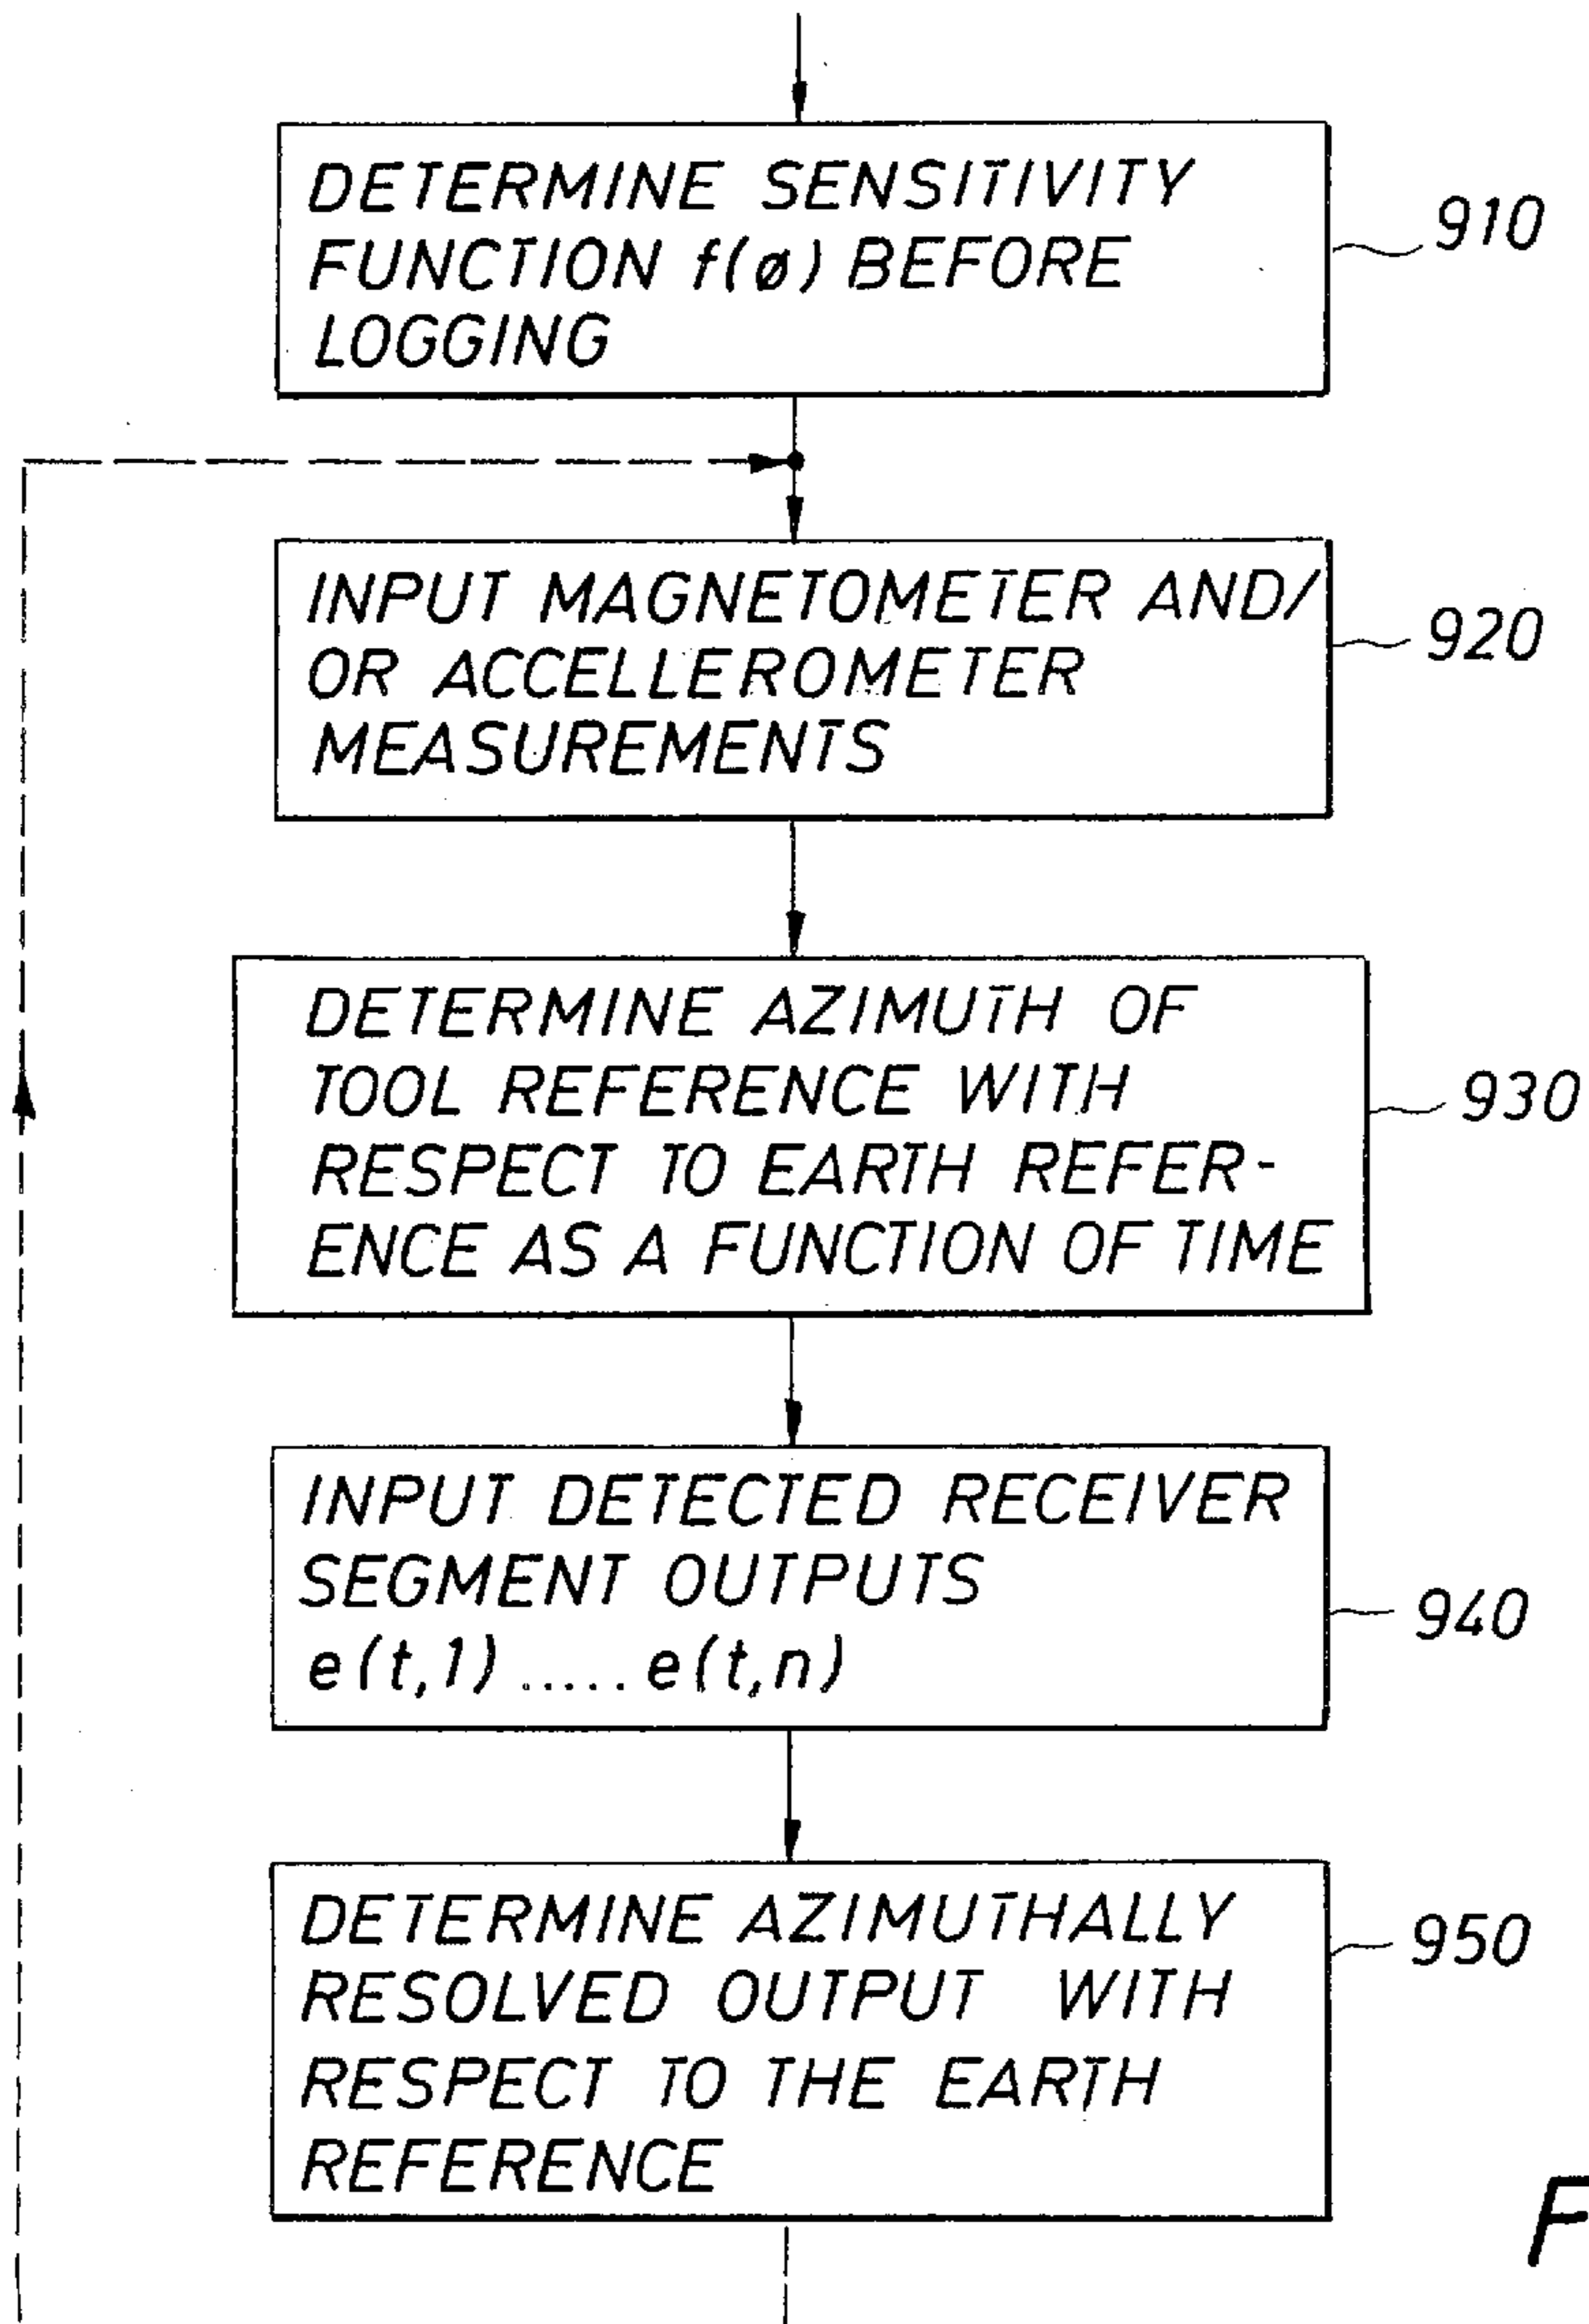 DETERMINE SENSITIVITY
FUNCTION f(ø) BEFORE
LOGGING
910
INPUT MAGNETOMETER AND/
OR ACCELLEROMETER
MEASUREMENTS
920
DETERMINE AZIMUTH OF
TOOL REFERENCE WITH
RESPECT TO EARTH REFER-
ENCE AS A FUNCTION OF TIME
930
INPUT DETECTED RECEIVER
SEGMENT OUTPUTS
e(t,1) ..... e(t,n)
940
DETERMINE AZIMUTHALLY
RESOLVED OUTPUT WITH
RESPECT TO THE EARTH
REFERENCE
950